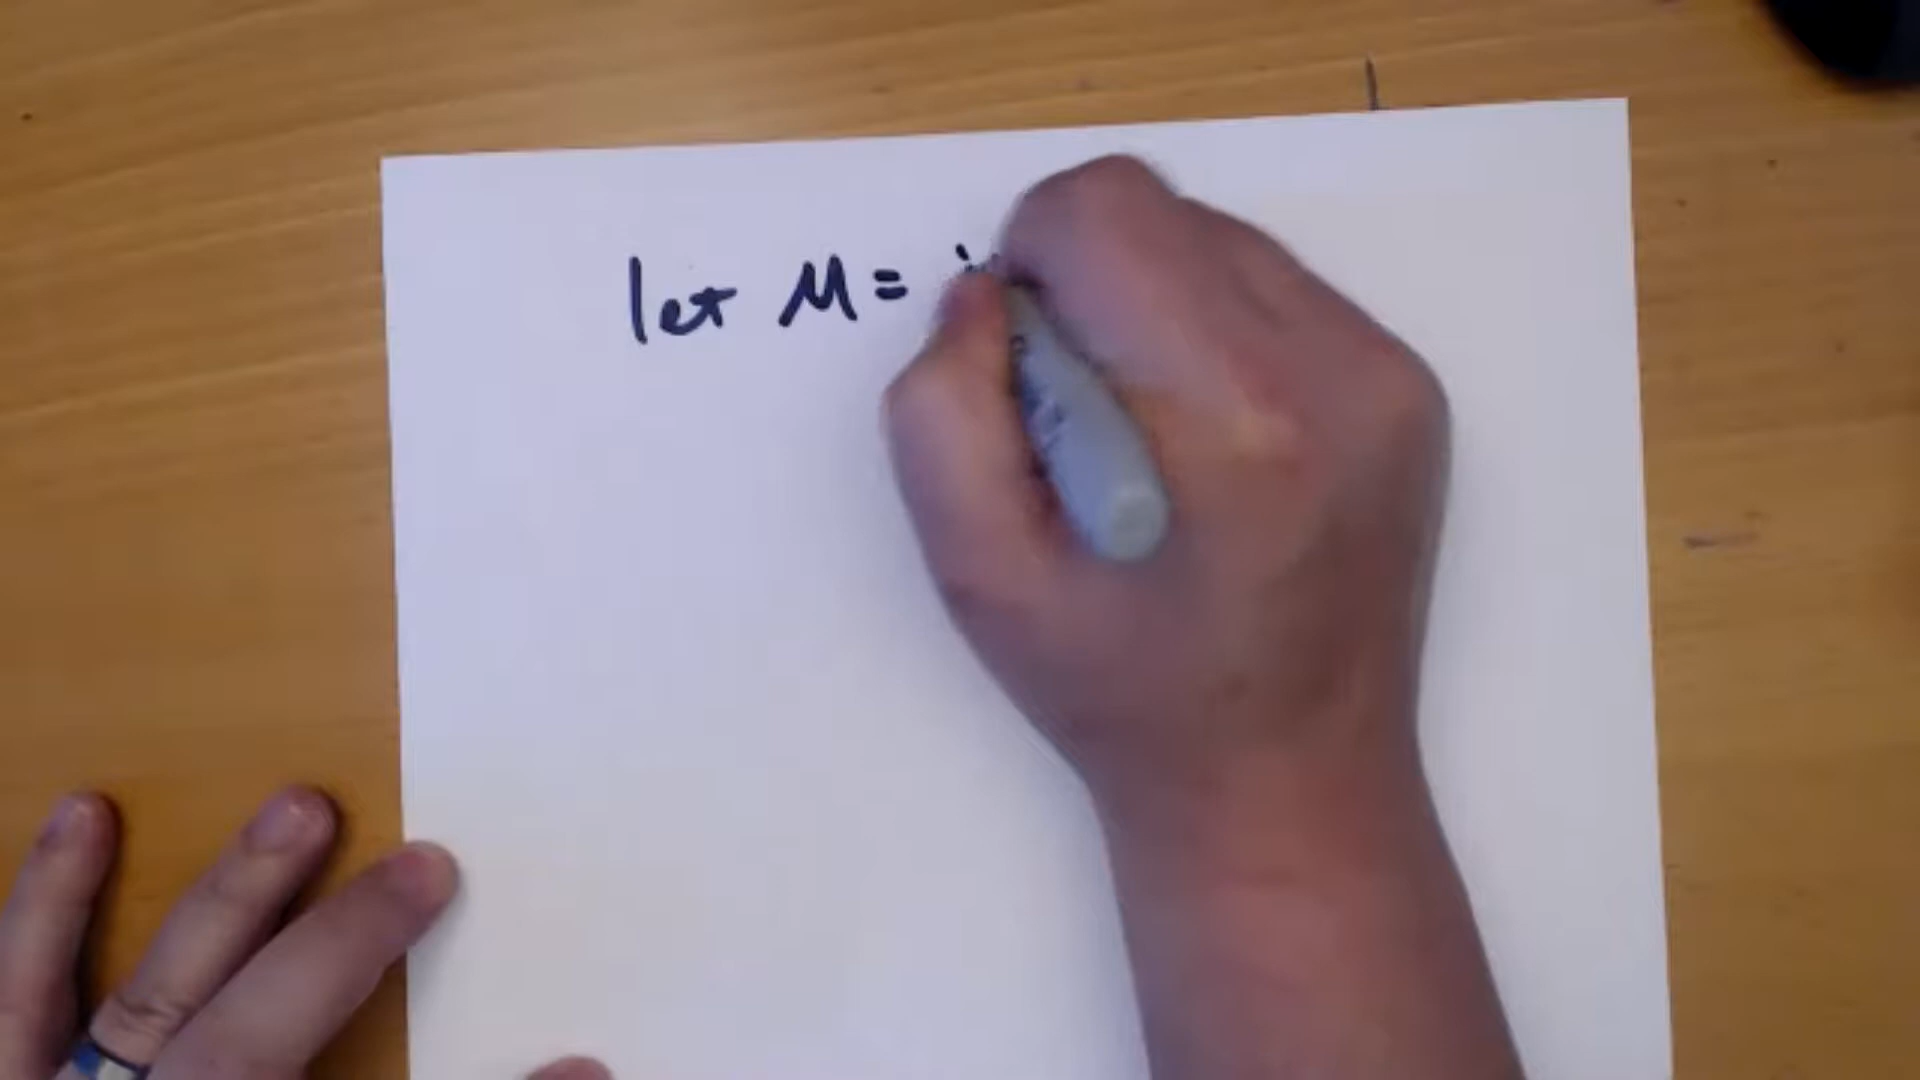 let M =